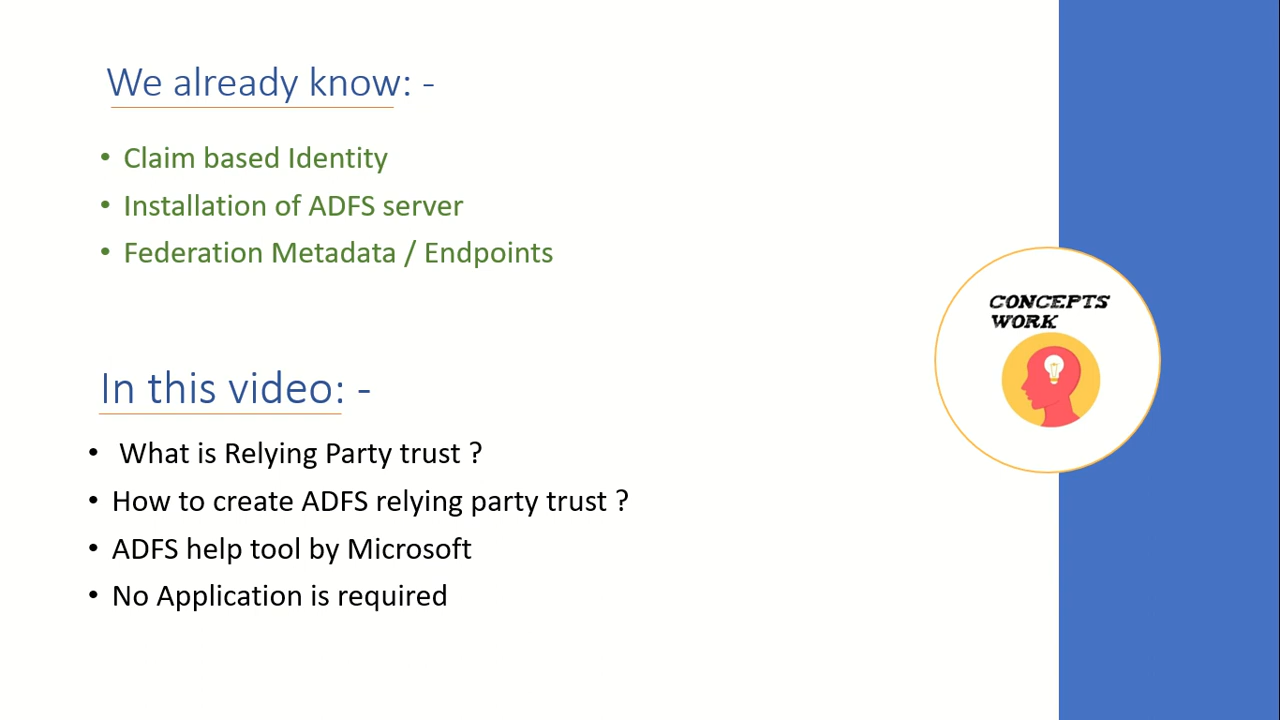 We already know: -
• Claim based Identity
• Installation of ADFS server
• Federation Metadata / Endpoints
CONCEPTS
WORK
In this video: -
• What is Relying Party trust ?
• How to create ADFS relying party trust ?
• ADFS help tool by Microsoft
• No Application is required